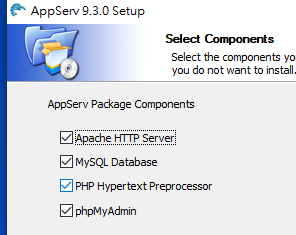 AppServ 9.3.0 Setup
Select Components
Select the components yo
you do not want to install.
AppServ Package Components
Apache HTTP Server
MySQL Database
PHP Hypertext Preprocessor
phpMyAdmin